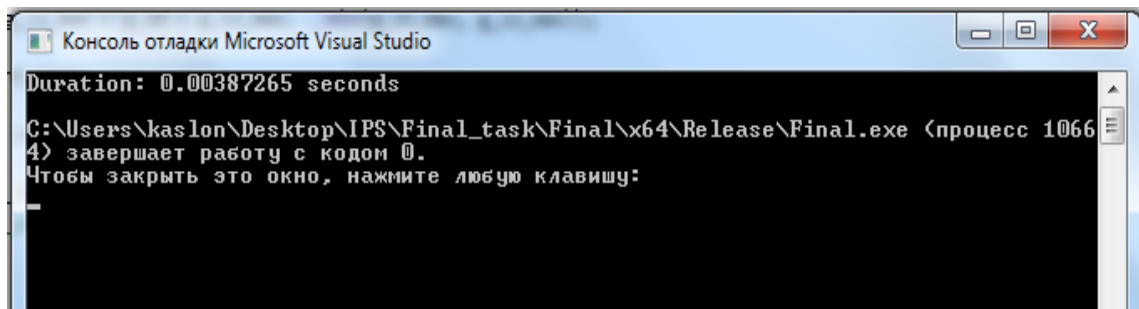 Консоль отладки Microsoft Visual Studio
Duration: 0.00387265 seconds
C:\Users\kaslon\Desktop\IPS\Final_task\Final\x64\Release\Final.exe (процесс 1066
4) завершает работу с кодом 0.
Чтобы закрыть это окно, нажмите любую клавишу: